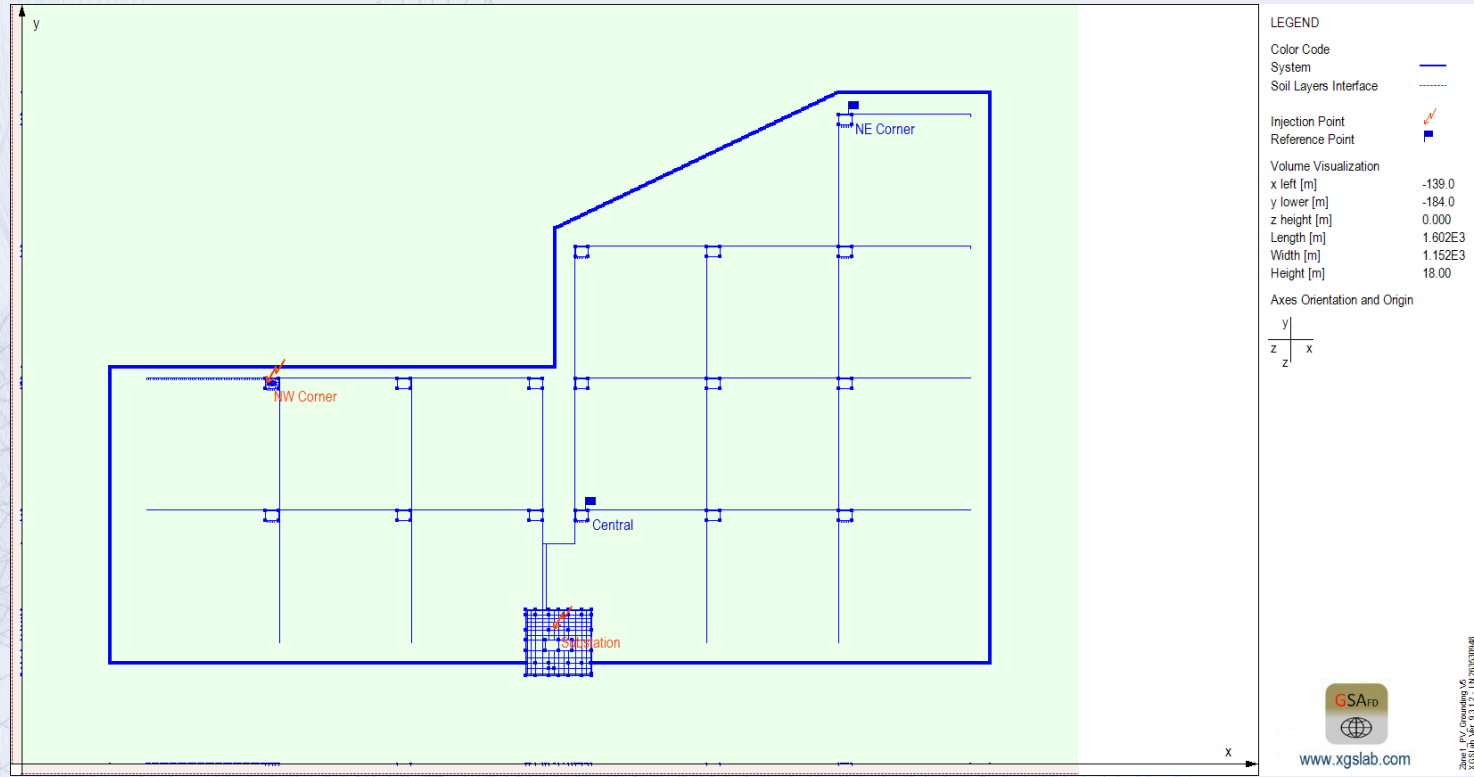 y
NE Corner
NW Corner
Central
Substation
x
LEGEND
Color Code
System
Soil Layers Interface
Injection Point
Reference Point
Volume Visualization
x left [m] -139.0
y lower [m] -184.0
z height [m] 0.000
Length [m] 1.602E3
Width [m] 1.152E3
Height [m] 18.00
Axes Orientation and Origin
y
z x
z
GSAFD
www.xgslab.com